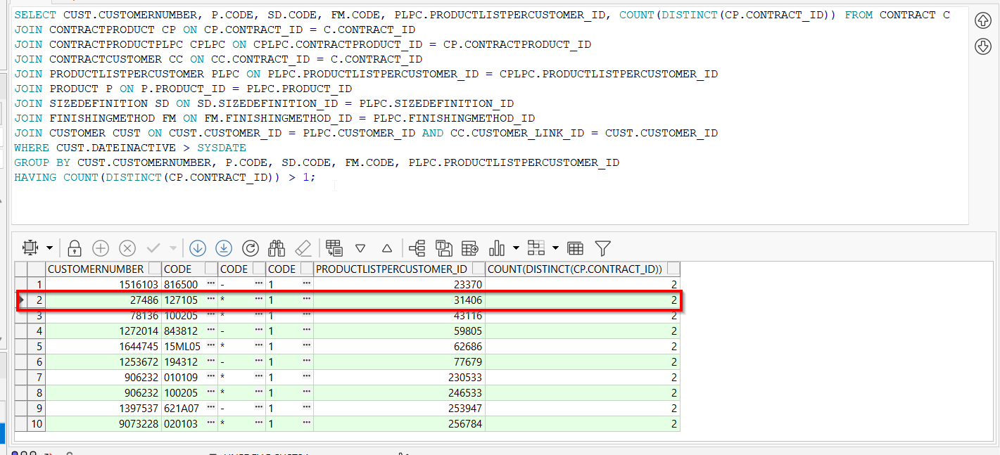 SELECT CUST.CUSTOMERNUMBER, P.CODE, SD.CODE, FM.CODE, PLPC.PRODUCTLISTPERCUSTOMER_ID, COUNT(DISTINCT(CP.CONTRACT_ID)) FROM CONTRACT C
JOIN CONTRACTPRODUCT CP ON CP.CONTRACT_ID = C.CONTRACT_ID
JOIN CONTRACTPRODUCTPLPC CPLPC ON CPLPC.CONTRACTPRODUCT_ID = CP.CONTRACTPRODUCT_ID
JOIN CONTRACTCUSTOMER CC ON CC.CONTRACT_ID = C.CONTRACT_ID
JOIN PRODUCTLISTPERCUSTOMER PLPC ON PLPC.PRODUCTLISTPERCUSTOMER_ID = CPLPC.PRODUCTLISTPERCUSTOMER_ID
JOIN PRODUCT P ON P.PRODUCT_ID = PLPC.PRODUCT_ID
JOIN SIZEDEFINITION SD ON SD.SIZEDEFINITION_ID = PLPC.SIZEDEFINITION_ID
JOIN FINISHINGMETHOD FM ON FM.FINISHINGMETHOD_ID = PLPC.FINISHINGMETHOD_ID
JOIN CUSTOMER CUST ON CUST.CUSTOMER_ID = PLPC.CUSTOMER_ID AND CC.CUSTOMER_LINK_ID = CUST.CUSTOMER_ID
WHERE CUST.DATEINACTIVE > SYSDATE
GROUP BY CUST.CUSTOMERNUMBER, P.CODE, SD.CODE, FM.CODE, PLPC.PRODUCTLISTPERCUSTOMER_ID
HAVING COUNT(DISTINCT(CP.CONTRACT_ID)) > 1;
CUSTOMERNUMBER CODE CODE CODE PRODUCTLISTPERCUSTOMER_ID COUNT(DISTINCT(CP.CONTRACT_ID))
1 1516103 816500 ··· - ··· 1 ··· 23370 2
2 27486 127105 ··· * ··· 1 ··· 31406 2
3 78136 100205 ··· * ··· 1 ··· 43116 2
4 1272014 843812 ··· - ··· 1 ··· 59805 2
5 1644745 15ML05 ··· * ··· 1 ··· 62686 2
6 1253672 194312 ··· - ··· 1 ··· 77679 2
7 906232 010109 ··· * ··· 1 ··· 230533 2
8 906232 100205 ··· * ··· 1 ··· 246533 2
9 1397537 621A07 ··· - ··· 1 ··· 253947 2
10 9073228 020103 ··· * ··· 1 ··· 256784 2